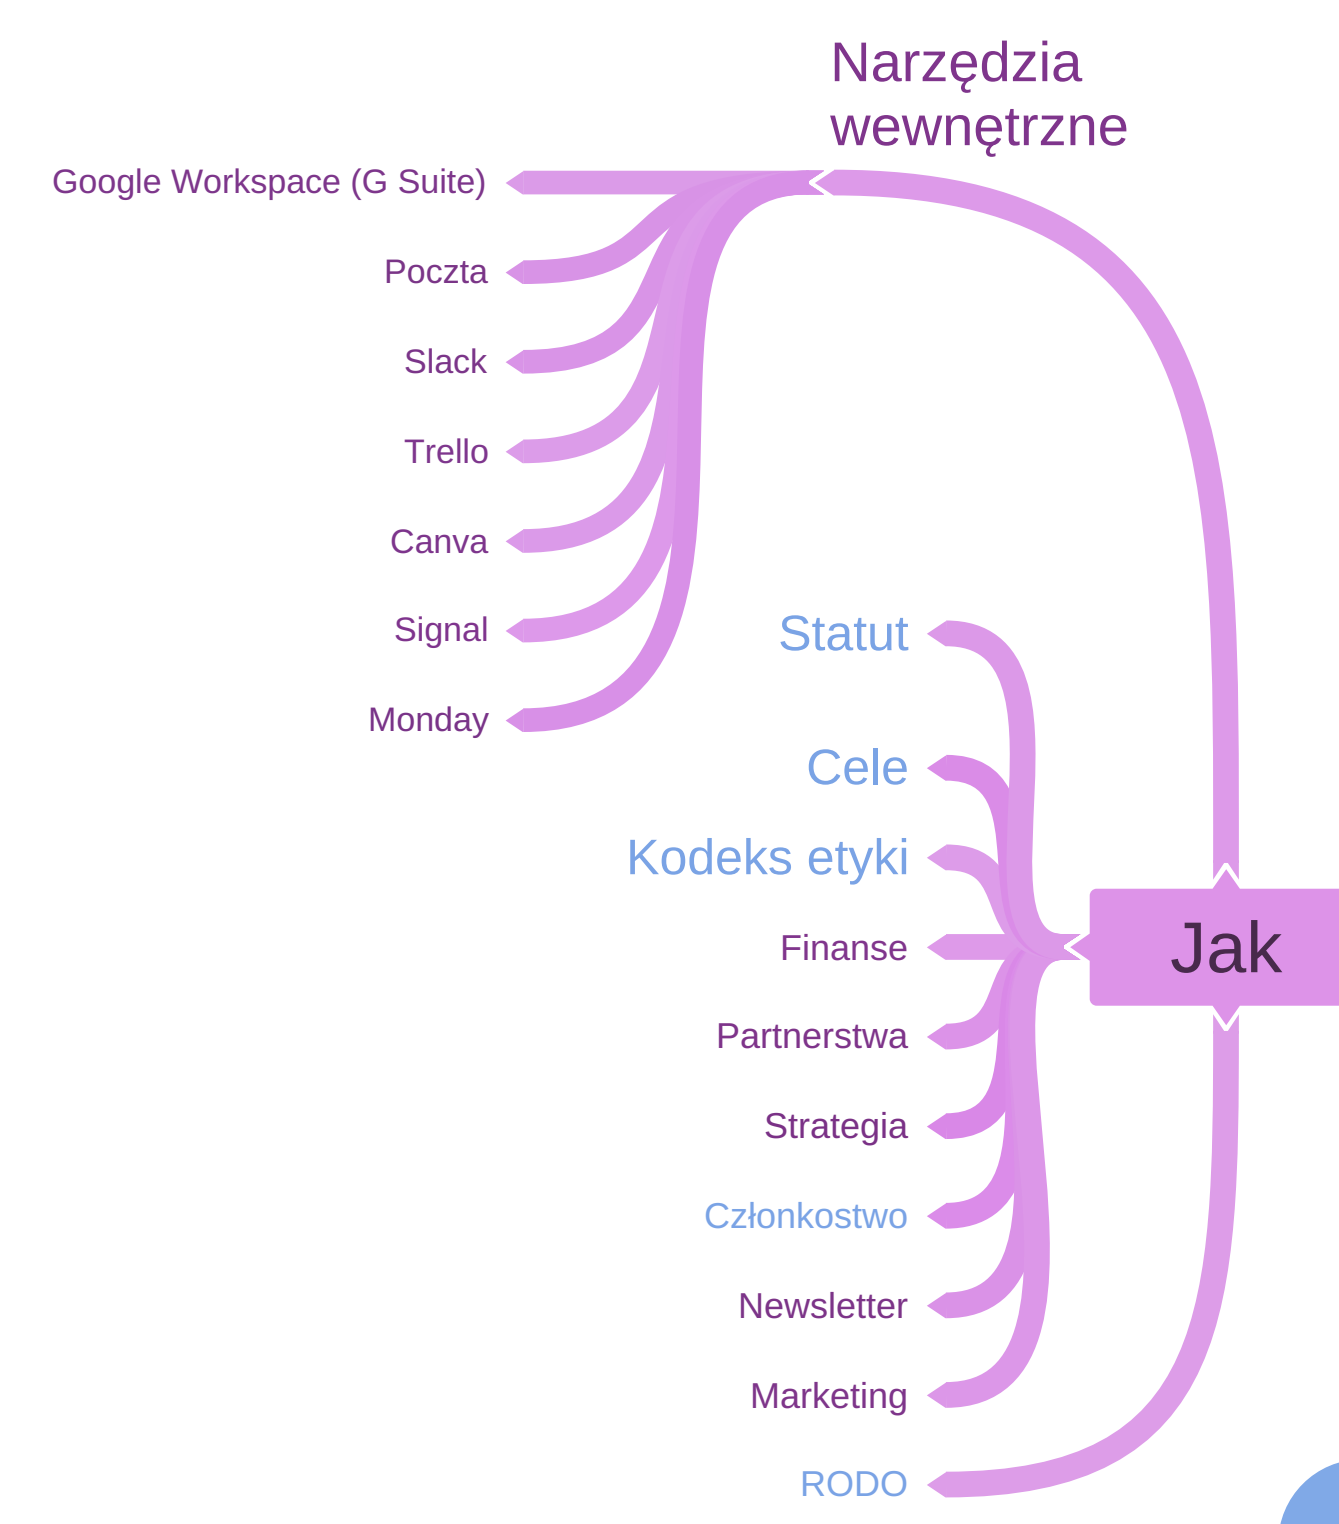 Narzędzia
wewnętrzne
Google Workspace (G Suite)
Poczta
Slack
Trello
Canva
Signal
Monday
Statut
Cele
Kodeks etyki
Finanse
Jak
Partnerstwa
Strategia
Członkostwo
Newsletter
Marketing
RODO